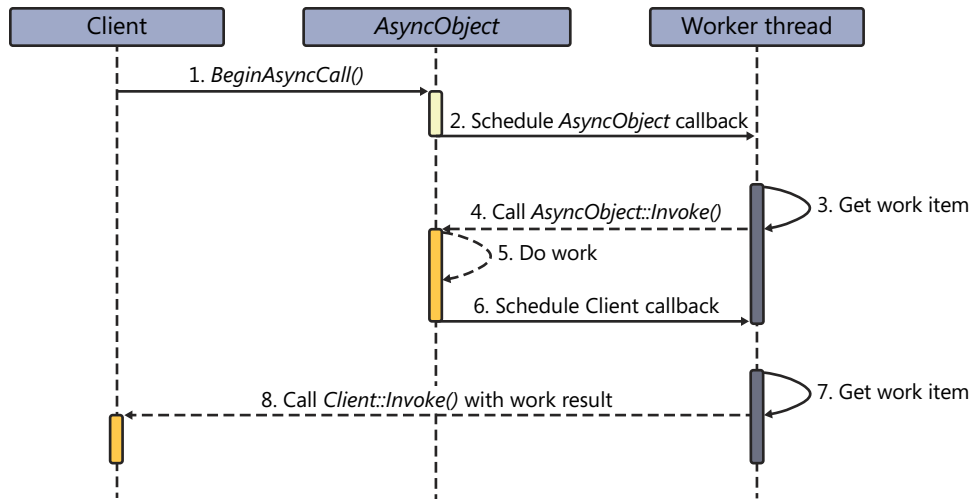 Client
AsyncObject
Worker thread
1. BeginAsyncCall()
2. Schedule AsyncObject callback
3. Get work item
4. Call AsyncObject::Invoke()
5. Do work
6. Schedule Client callback
7. Get work item
8. Call Client::Invoke() with work result